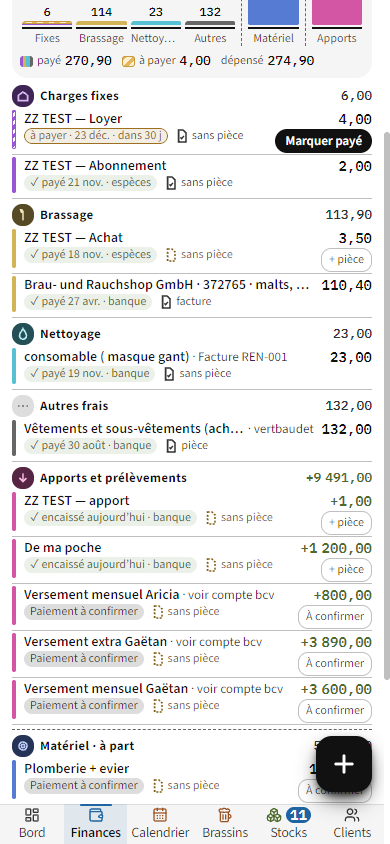 6 114 23 132
Fixes Brassage Nettoy… Autres Matériel Apports
payé 270,90 à payer 4,00 dépensé 274,90
Charges fixes 6,00
ZZ TEST — Loyer 4,00
à payer · 23 déc. · dans 30 j sans pièce Marquer payé
ZZ TEST — Abonnement 2,00
✓ payé 21 nov. · espèces sans pièce
Brassage 113,90
ZZ TEST — Achat 3,50
✓ payé 18 nov. · espèces sans pièce + pièce
Brau- und Rauchshop GmbH · 372765 · malts, … 110,40
✓ payé 27 avr. · banque facture
Nettoyage 23,00
consomable ( masque gant) · Facture REN-001 23,00
✓ payé 19 nov. · banque sans pièce
Autres frais 132,00
Vêtements et sous-vêtements (ach… · vertbaudet 132,00
✓ payé 30 août · banque pièce
Apports et prélèvements +9 491,00
ZZ TEST — apport +1,00
✓ encaissé aujourd’hui · banque sans pièce + pièce
De ma poche +1 200,00
✓ encaissé aujourd’hui · banque sans pièce + pièce
Versement mensuel Aricia · voir compte bcv +800,00
Paiement à confirmer sans pièce À confirmer
Versement extra Gaëtan · voir compte bcv +3 890,00
Paiement à confirmer sans pièce À confirmer
Versement mensuel Gaëtan · voir compte bcv +3 600,00
Paiement à confirmer sans pièce À confirmer
Matériel · à part
Plomberie + evier
Paiement à confirmer sans pièce
11
Bord Finances Calendrier Brassins Stocks Clients